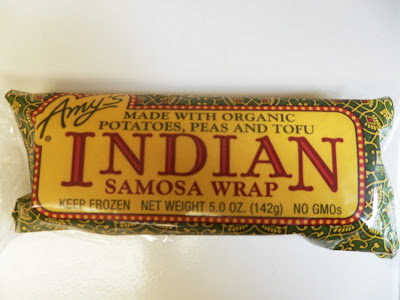 Amy's
MADE WITH ORGANIC
POTATOES, PEAS AND TOFU
INDIAN
SAMOSA WRAP
KEEP FROZEN NET WEIGHT 5.0 OZ. (142g) NO GMOs